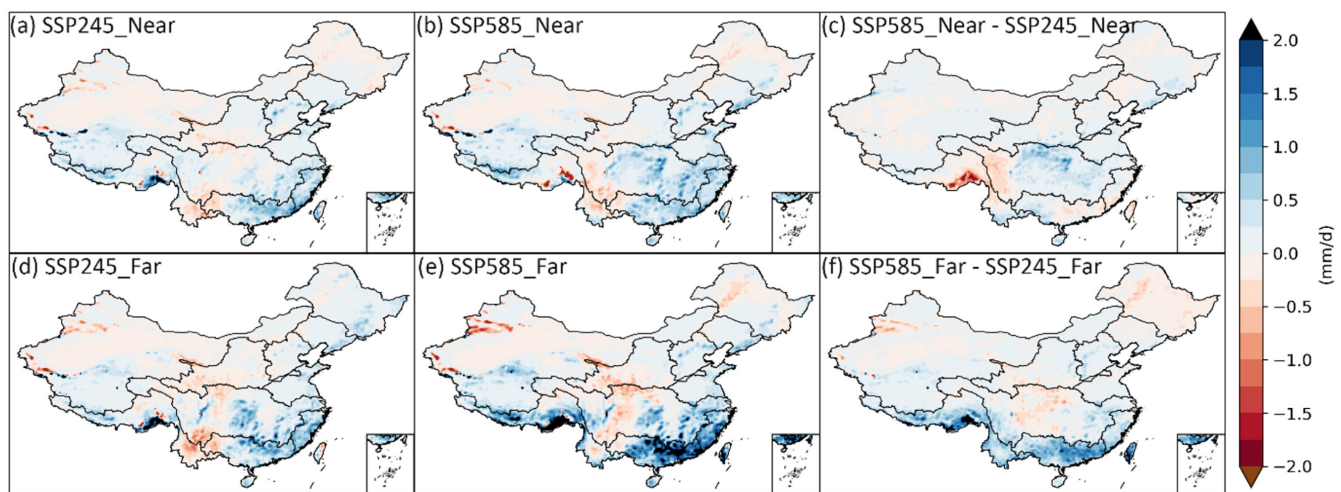 (a) SSP245_Near
(b) SSP585_Near
(c) SSP585_Near - SSP245_Near
(d) SSP245_Far
(e) SSP585_Far
(f) SSP585_Far - SSP245_Far
2.0
1.5
1.0
0.5
0.0
−0.5
−1.0
−1.5
−2.0
(mm/d)